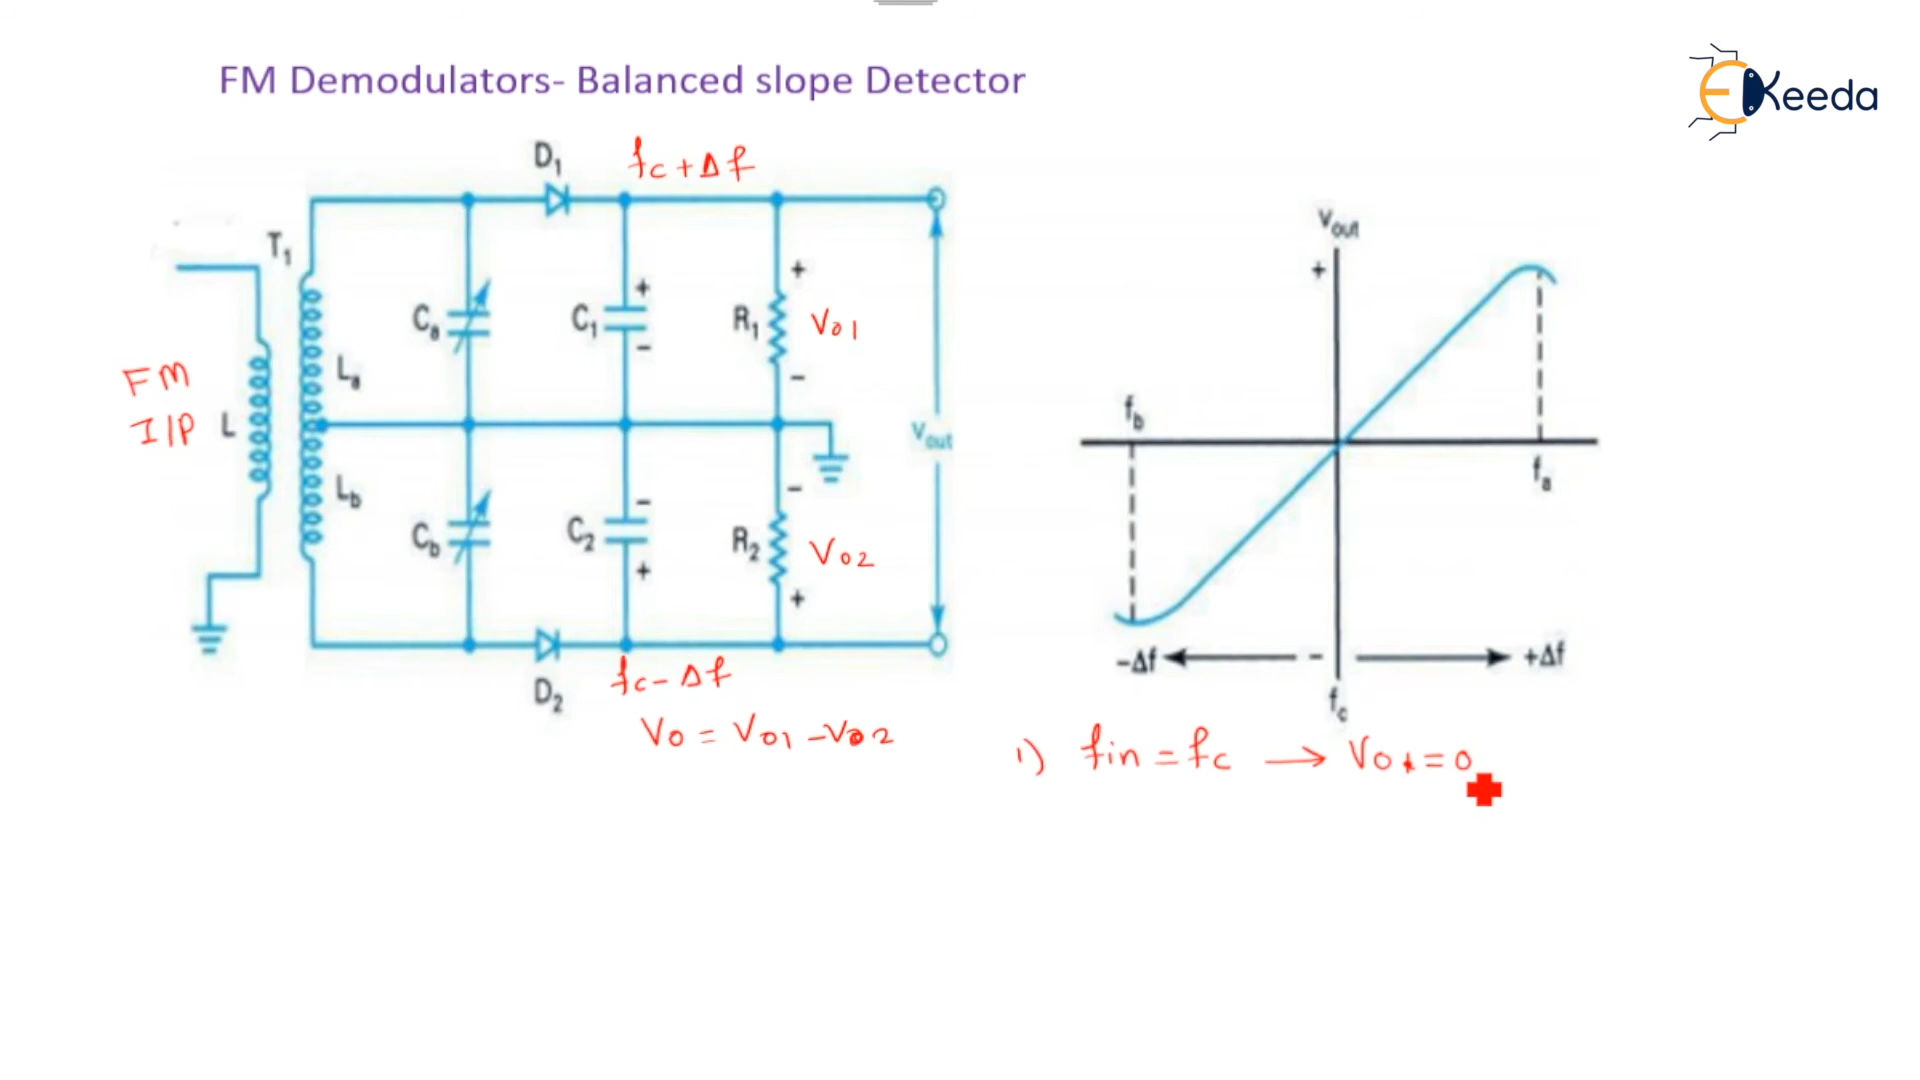 FM Demodulators- Balanced slope Detector
EKeeda
D1
fc + Δf
T1
Ca
C1
+
-
R1
+
-
Vo1
La
FM
I/P
L
Lb
Vout
Cb
C2
-
+
R2
-
+
Vo2
D2
fc - Δf
Vo = Vo1 - Vo2
Vout
+
fb
fa
-Δf
-
+Δf
fc
1) fin = fc → Vo = 0